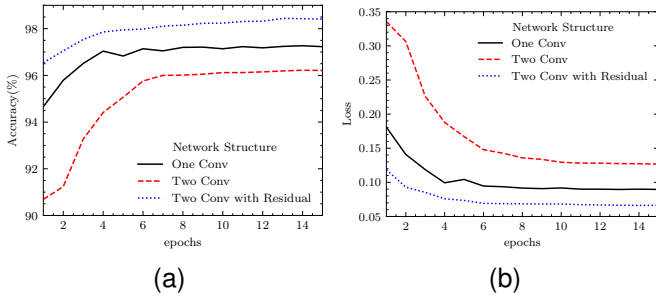 98
96
94
92
91
90
Accuracy(%)
Network Structure
One Conv
Two Conv
Two Conv with Residual
2 4 6 8 10 12 14
epochs
(a)
0.35
0.30
0.25
0.20
0.15
0.10
0.05
Loss
Network Structure
One Conv
Two Conv
Two Conv with Residual
2 4 6 8 10 12 14
epochs
(b)